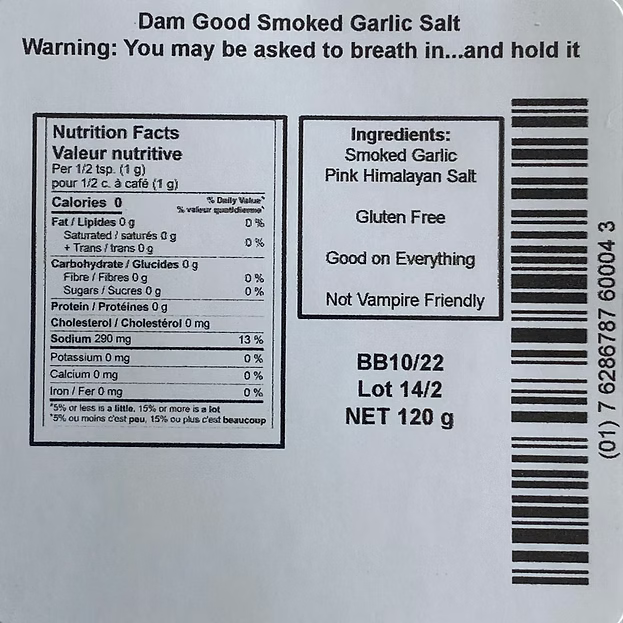 Dam Good Smoked Garlic Salt
Warning: You may be asked to breath in...and hold it
Nutrition Facts
Valeur nutritive
Per 1/2 tsp. (1 g)
pour 1/2 c. à café (1 g)
Calories 0
% Daily Value*
% valeur quotidienne*
Fat / Lipides 0 g 0 %
Saturated / saturés 0 g
+ Trans / trans 0 g 0 %
Carbohydrate / Glucides 0 g
Fibre / Fibres 0 g 0 %
Sugars / Sucres 0 g 0 %
Protein / Protéines 0 g
Cholesterol / Cholestérol 0 mg
Sodium 290 mg 13 %
Potassium 0 mg 0 %
Calcium 0 mg 0 %
Iron / Fer 0 mg 0 %
*5% or less is a little, 15% or more is a lot
*5% ou moins c'est peu, 15% ou plus c'est beaucoup
Ingredients:
Smoked Garlic
Pink Himalayan Salt
Gluten Free
Good on Everything
Not Vampire Friendly
BB10/22
Lot 14/2
NET 120 g
(01) 7 6286787 60004 3